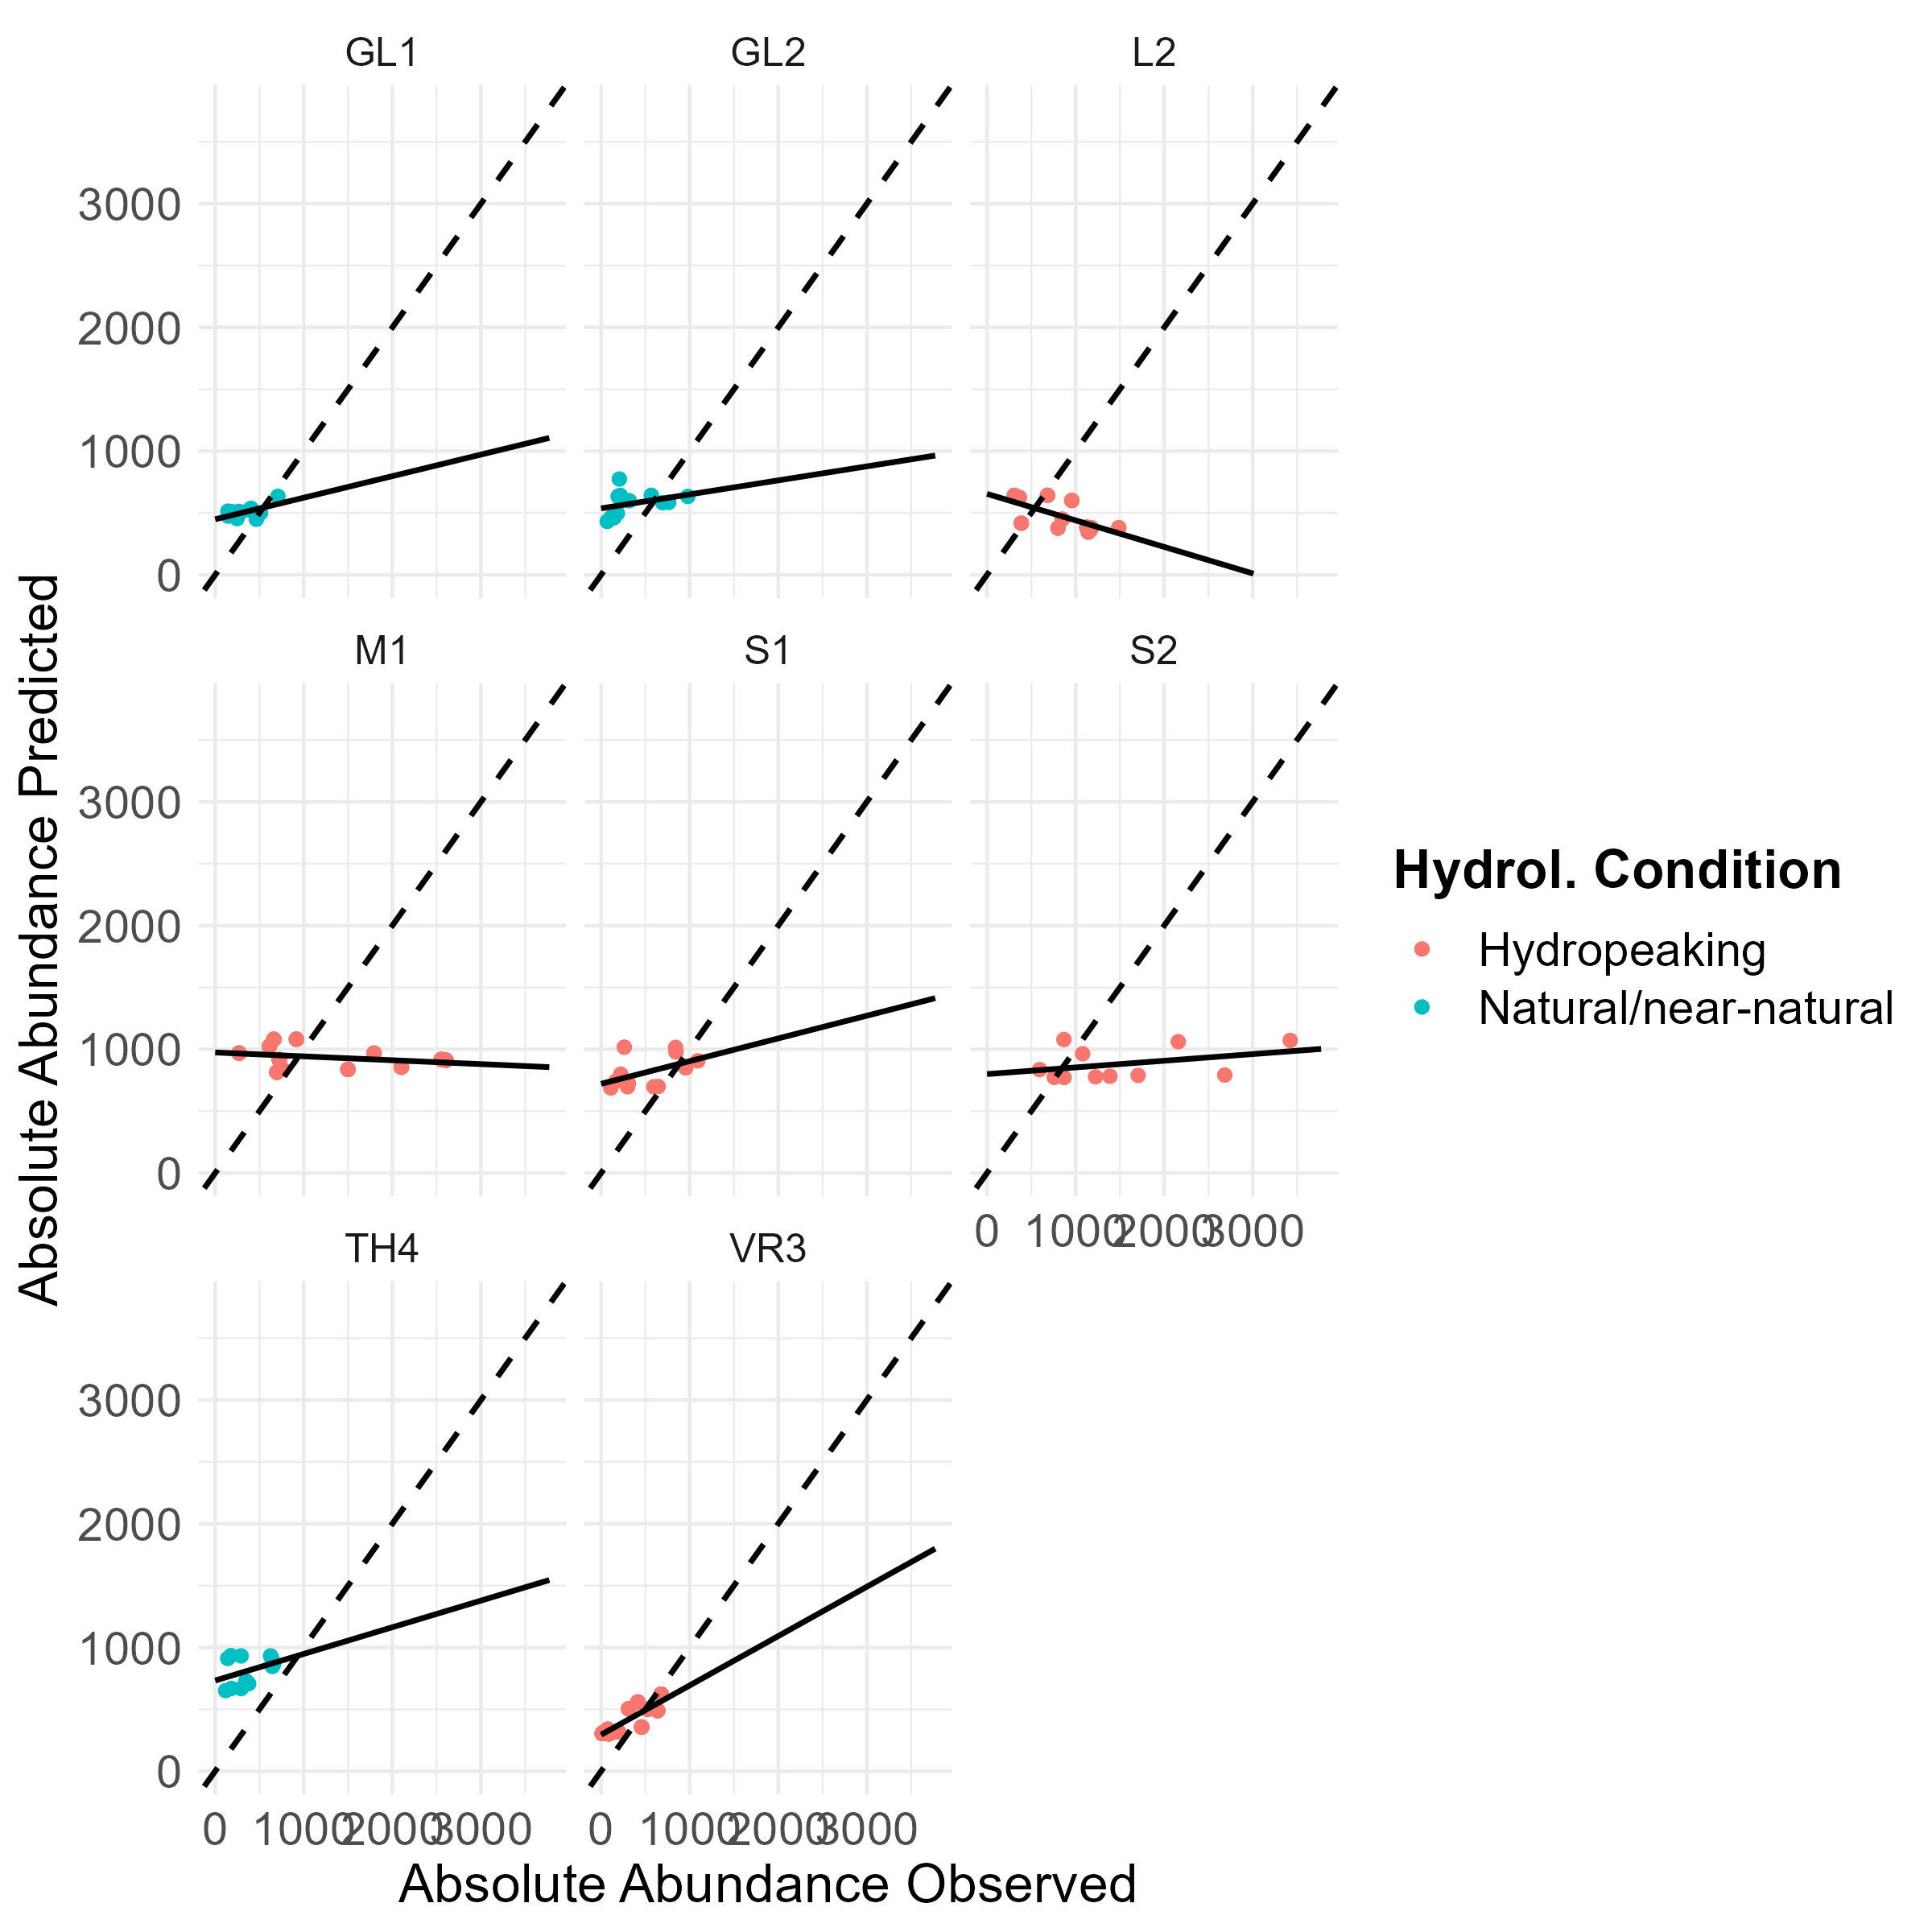 GL1 GL2 L2
3000
2000
1000
0
M1 S1 S2
3000
2000
1000
0
0 1000 2000 3000
TH4 VR3
3000
2000
1000
0
0 1000 2000 3000 0 1000 2000 3000
Absolute Abundance Observed
Absolute Abundance Predicted
Hydrol. Condition
Hydropeaking
Natural/near-natural